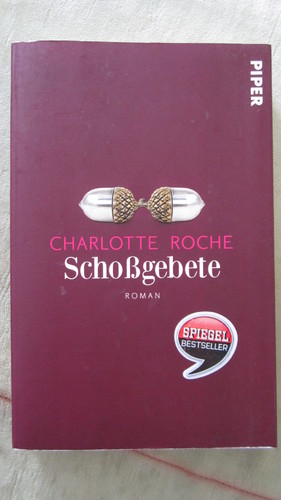 PIPER
CHARLOTTE ROCHE
Schoßgebete
ROMAN
SPIEGEL
BESTSELLER